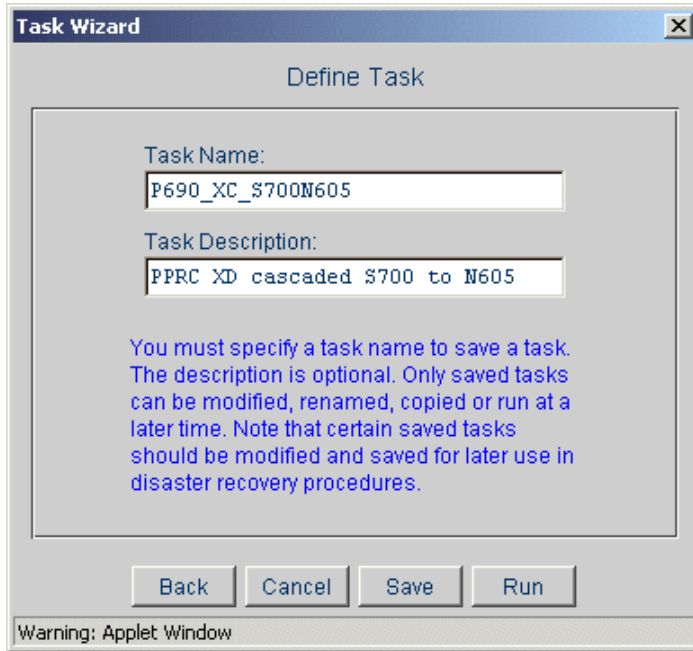 Task Wizard
Define Task
Task Name:
P690_XC_S700N605
Task Description:
PPRC XD cascaded S700 to N605
You must specify a task name to save a task.
The description is optional. Only saved tasks
can be modified, renamed, copied or run at a
later time. Note that certain saved tasks
should be modified and saved for later use in
disaster recovery procedures.
Back Cancel Save Run
Warning: Applet Window